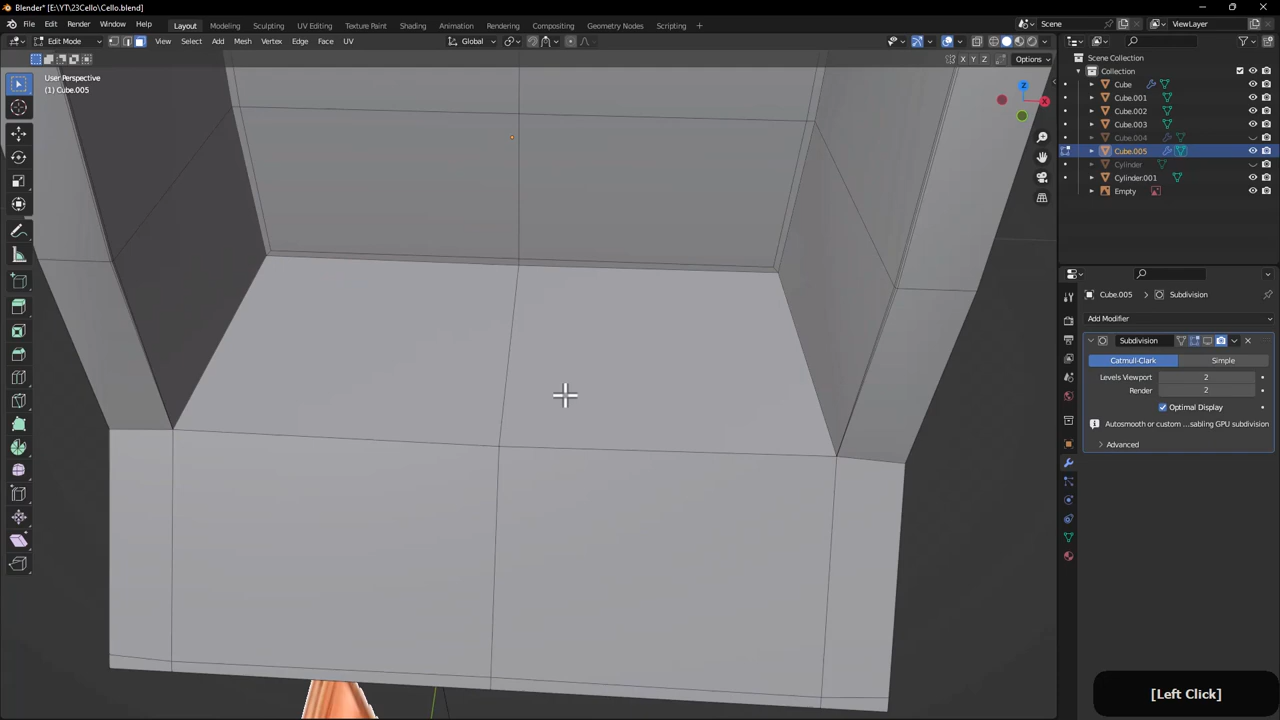 Blender* [E:\YT\23Cello\Cello.blend]
File Edit Render Window Help Layout Modeling Sculpting UV Editing Texture Paint Shading Animation Rendering Compositing Geometry Nodes Scripting + Scene ViewLayer
Edit Mode View Select Add Mesh Vertex Edge Face UV Global
X Y Z Options
User Perspective
(1) Cube.005
Z
X
Scene Collection
Collection
Cube
Cube.001
Cube.002
Cube.003
Cube.004
Cube.005
Cylinder
Cylinder.001
Empty
Cube.005 > Subdivision
Add Modifier
Subdivision
Catmull-Clark Simple
Levels Viewport 2
Render 2
Optimal Display
Autosmooth or custom ...sabling GPU subdivision
Advanced
[Left Click]